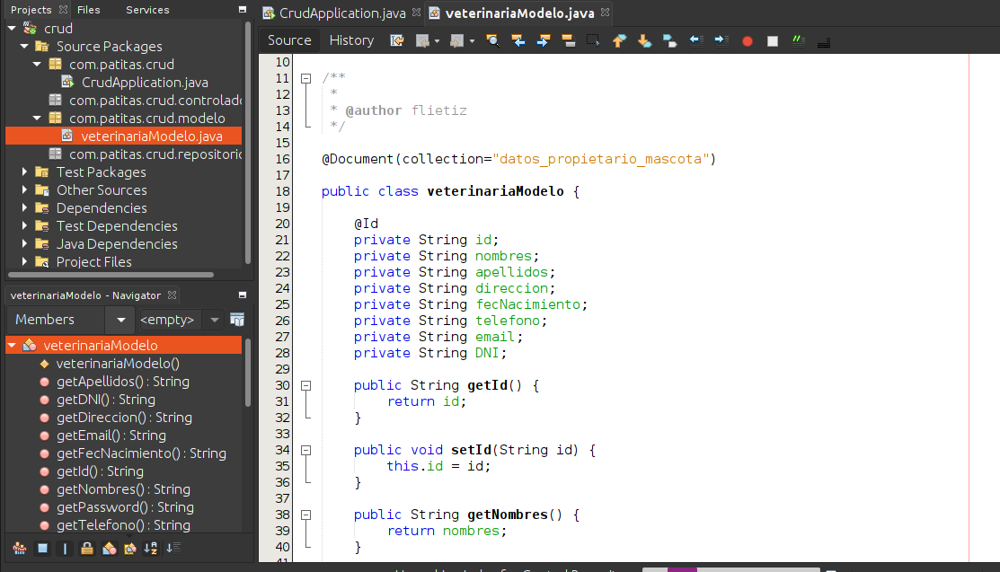 Projects Files Services
crud
Source Packages
com.patitas.crud
CrudApplication.java
com.patitas.crud.controlado
com.patitas.crud.modelo
veterinariaModelo.java
com.patitas.crud.repositorio
Test Packages
Other Sources
Dependencies
Test Dependencies
Java Dependencies
Project Files
veterinariaModelo - Navigator
Members <empty>
veterinariaModelo
veterinariaModelo()
getApellidos() : String
getDNI() : String
getDireccion() : String
getEmail() : String
getFecNacimiento() : String
getId() : String
getNombres() : String
getPassword() : String
getTelefono() : String
CrudApplication.java veterinariaModelo.java
Source History
10
11 /**
12 *
13 * @author flietiz
14 */
15
16 @Document(collection="datos_propietario_mascota")
17
18 public class veterinariaModelo {
19
20 @Id
21 private String id;
22 private String nombres;
23 private String apellidos;
24 private String direccion;
25 private String fecNacimiento;
26 private String telefono;
27 private String email;
28 private String DNI;
29
30 public String getId() {
31 return id;
32 }
33
34 public void setId(String id) {
35 this.id = id;
36 }
37
38 public String getNombres() {
39 return nombres;
40 }